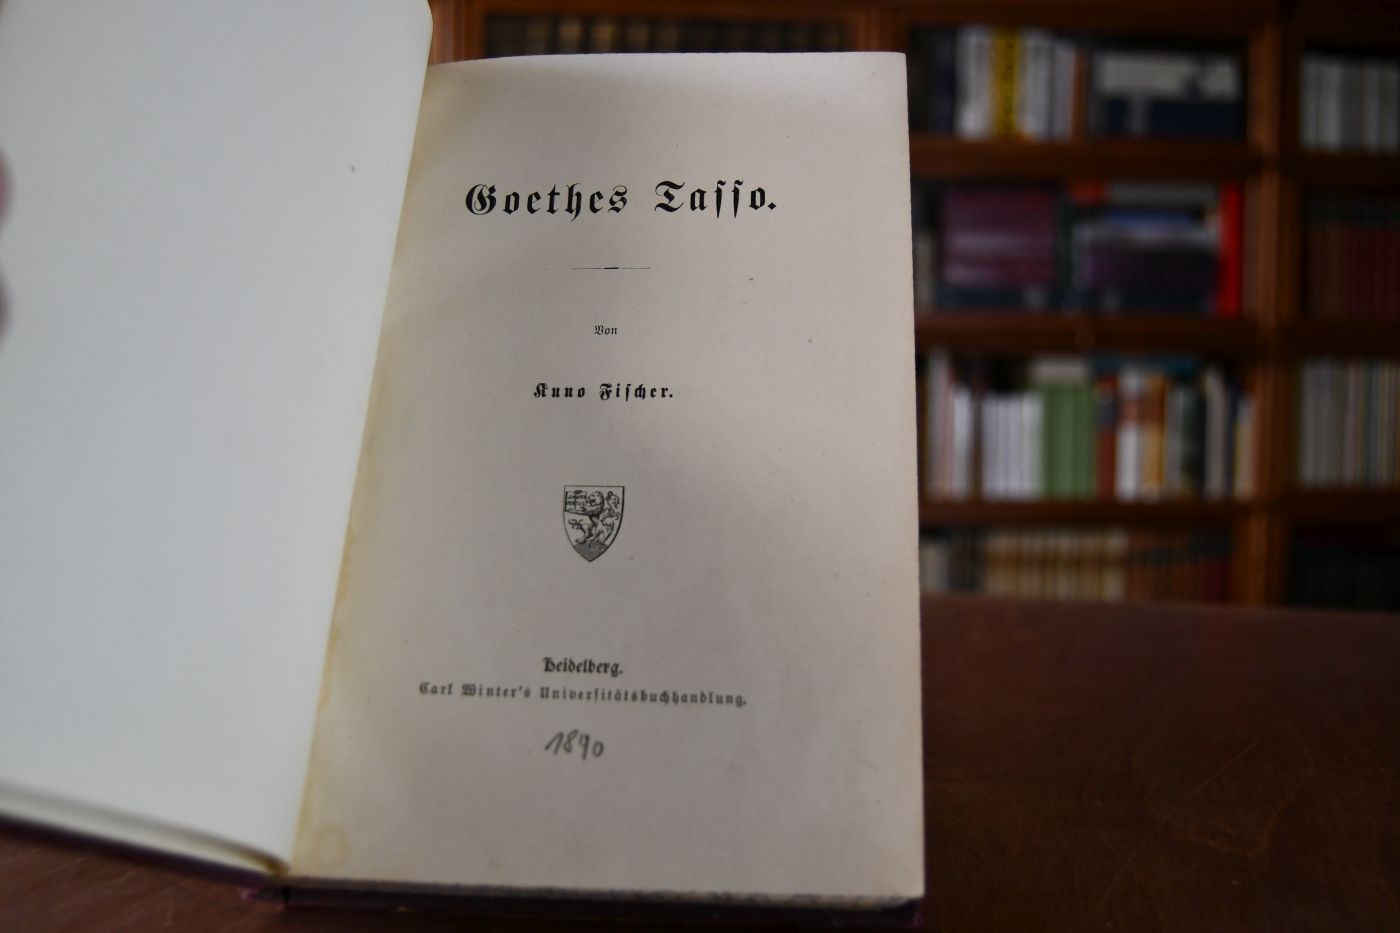 Goethes Taſſo.
Von
Kuno Fiſcher.
Heidelberg.
Carl Winter's Univerſitätsbuchhandlung.
1890